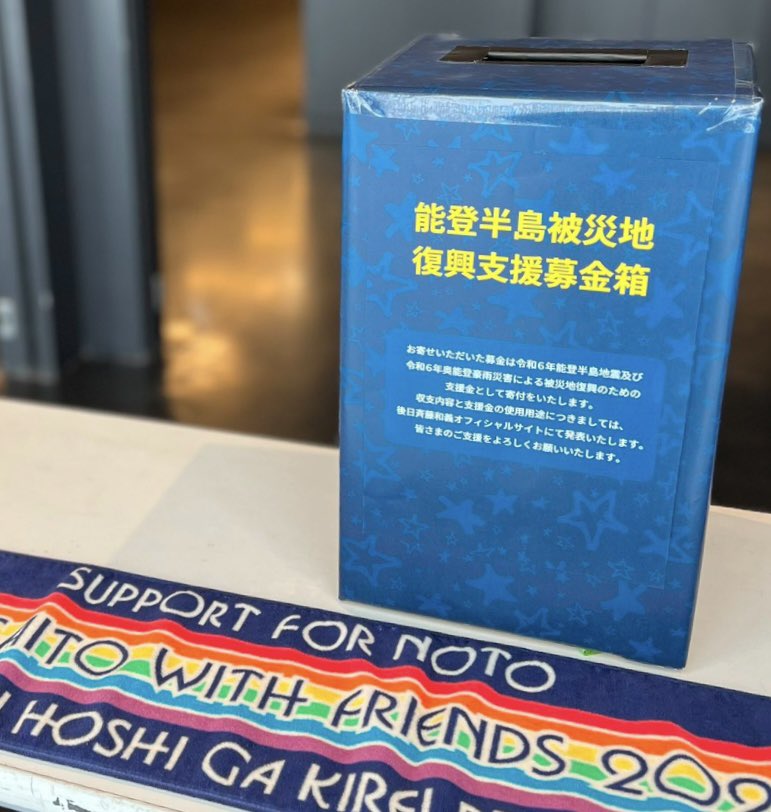 能登半島被災地
復興支援募金箱
お寄せいただいた募金は令和６年能登半島地震及び
令和６年奥能登豪雨災害による被災地復興のための
支援金として寄付をいたします。
収支内容と支援金の使用用途につきましては、
後日斉藤和義オフィシャルサイトにて発表いたします。
皆さまのご支援をよろしくお願いいたします。
SUPPORT FOR NOTO
SAITO WITH FRIENDS 202
HOSHI GA KIREI